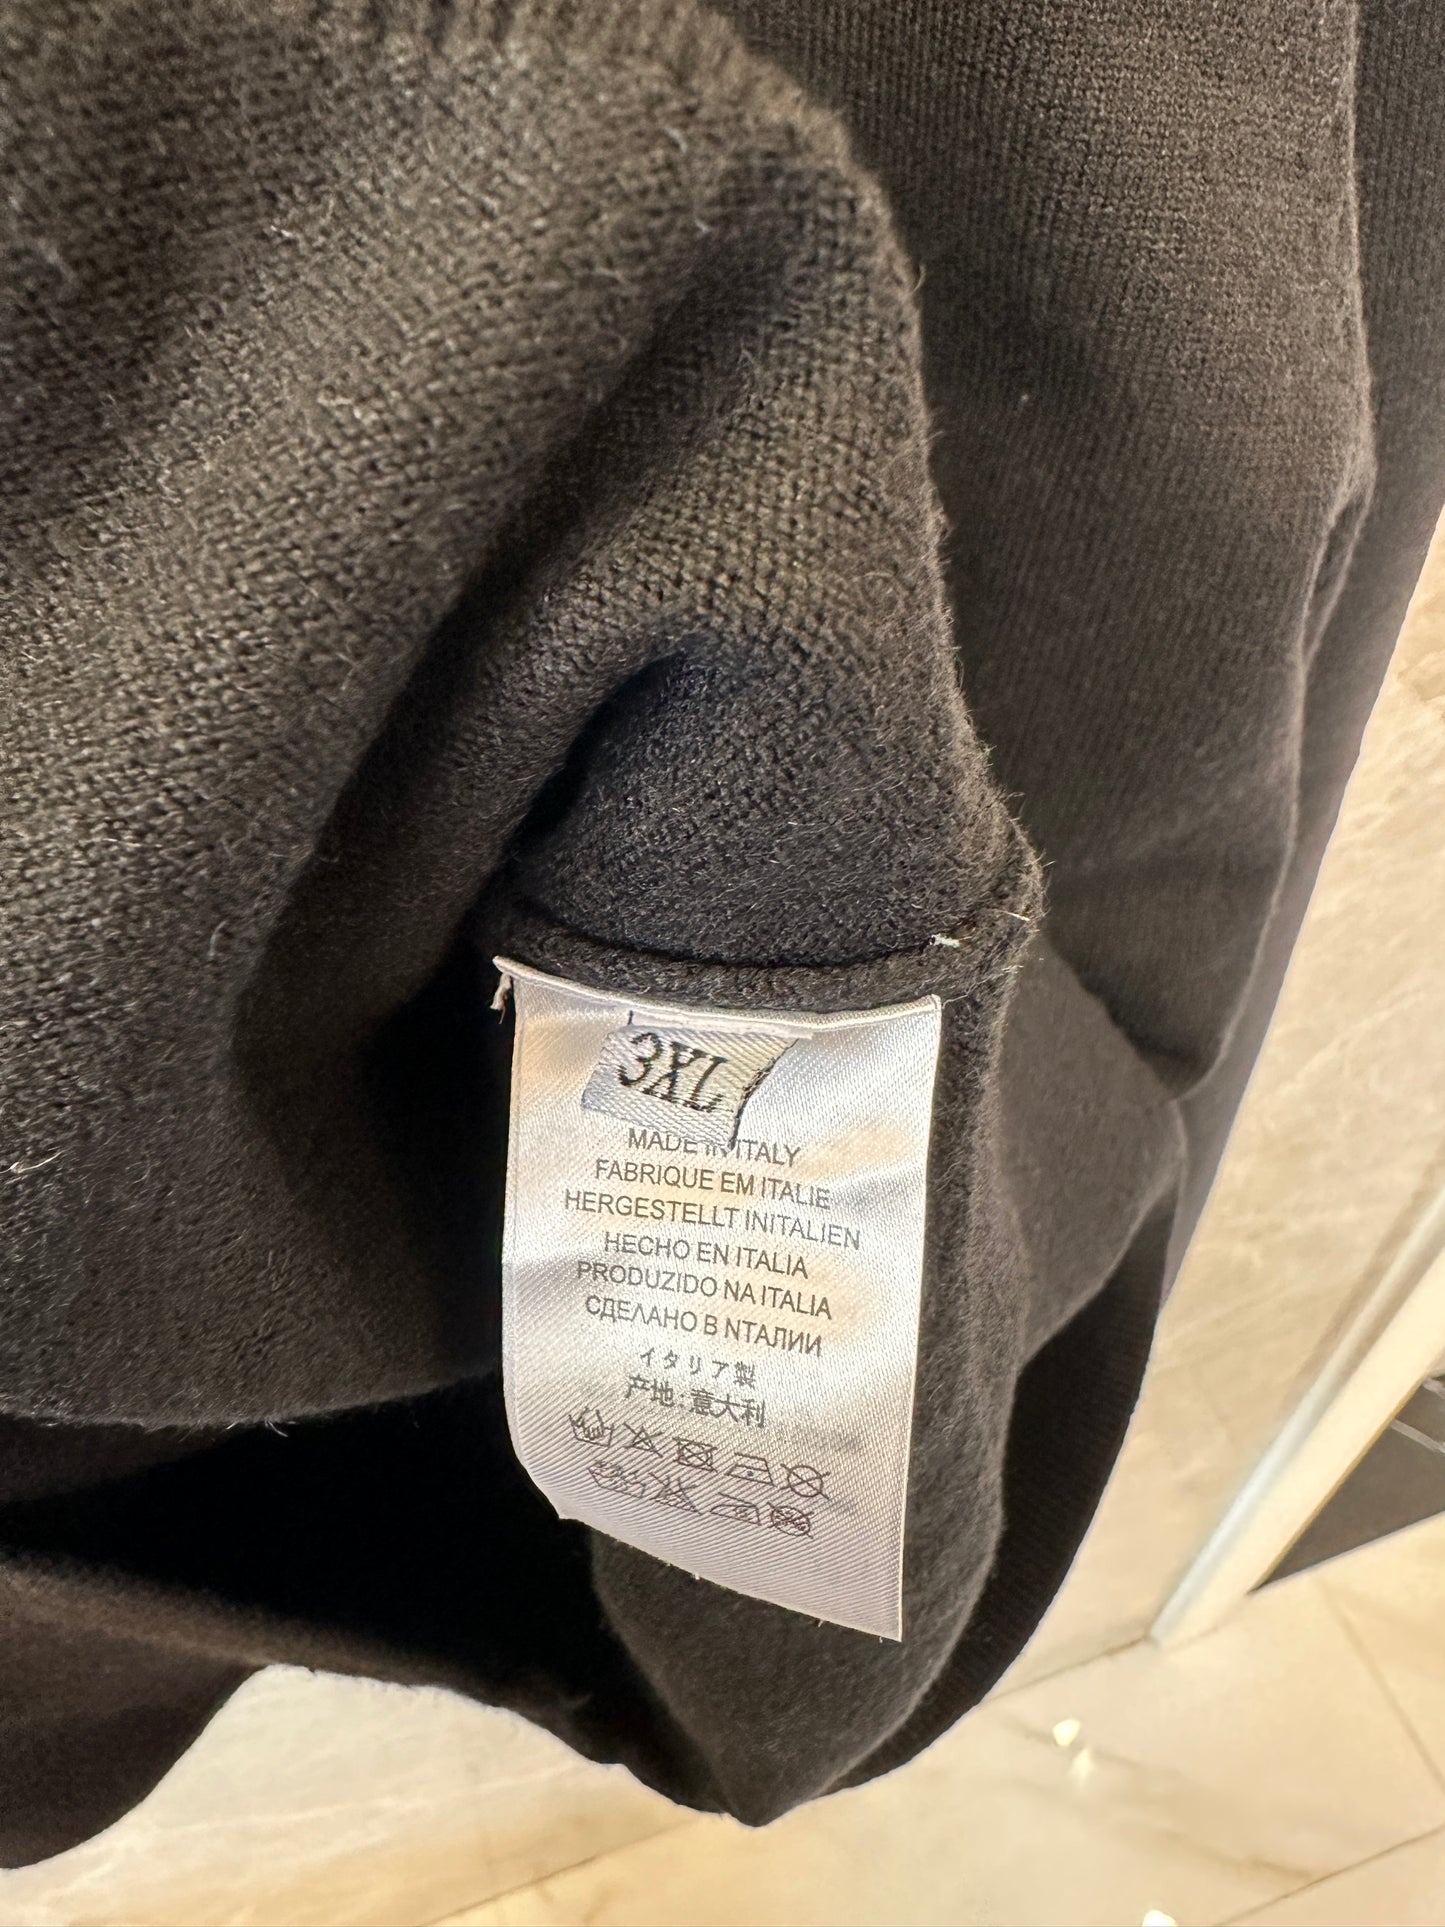 3XL
MADE IN ITALY
FABRIQUE EM ITALIE
HERGESTELLT INITALIEN
HECHO EN ITALIA
PRODUZIDO NA ITALIA
СДЕЛАНО В NТАЛИИ
イタリア製
产地:意大利